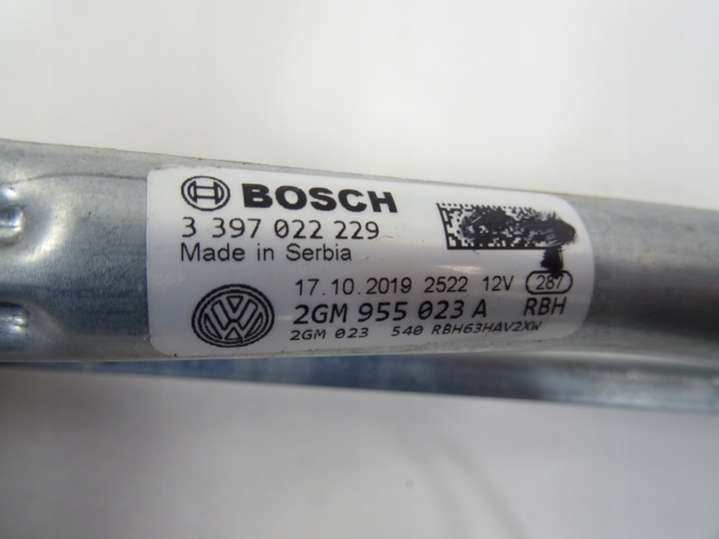 BOSCH
3 397 022 229
Made in Serbia
17.10.2019 2522 12V 287
2GM 955 023 A RBH
2GM 023 540 RBH63HAV2XW